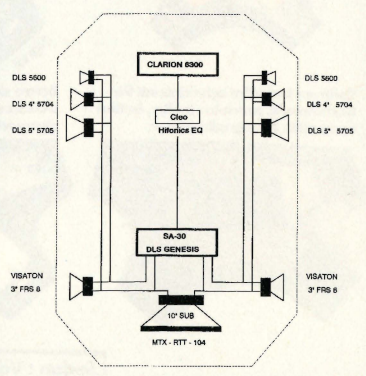 CLARION 6300
DLS 5600
DLS 5600
DLS 4" 5704
DLS 4" 5704
Cleo
Hifonics EQ
DLS 5" 5705
DLS 5" 5705
SA-30
DLS GENESIS
VISATON
3" FRS 8
VISATON
3" FRS 8
10" SUB
MTX - RTT - 104